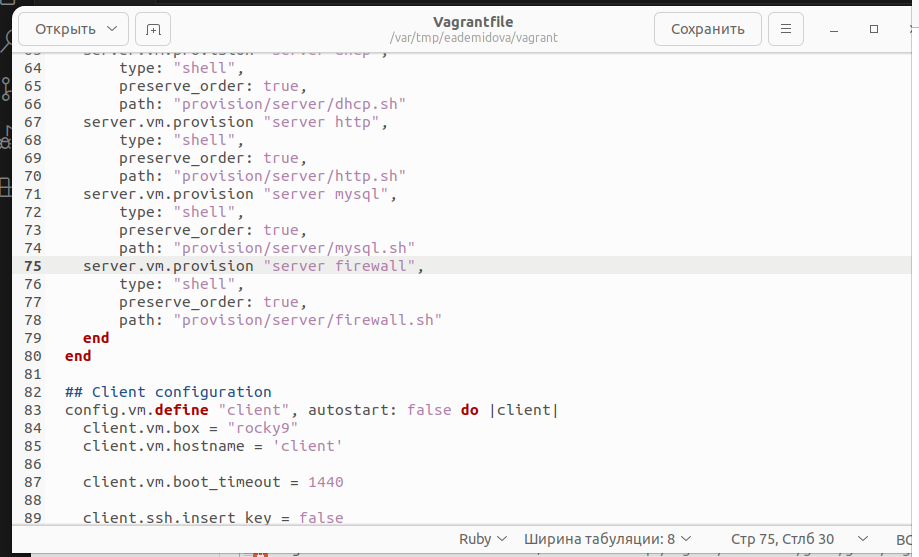 Открыть
Vagrantfile
/var/tmp/eademidova/vagrant
Сохранить
64 type: "shell",
65 preserve_order: true,
66 path: "provision/server/dhcp.sh"
67 server.vm.provision "server http",
68 type: "shell",
69 preserve_order: true,
70 path: "provision/server/http.sh"
71 server.vm.provision "server mysql",
72 type: "shell",
73 preserve_order: true,
74 path: "provision/server/mysql.sh"
75 server.vm.provision "server firewall",
76 type: "shell",
77 preserve_order: true,
78 path: "provision/server/firewall.sh"
79 end
80 end
81
82 ## Client configuration
83 config.vm.define "client", autostart: false do |client|
84 client.vm.box = "rocky9"
85 client.vm.hostname = 'client'
86
87 client.vm.boot_timeout = 1440
88
89 client.ssh.insert_key = false
Ruby Ширина табуляции: 8 Стр 75, Стлб 30